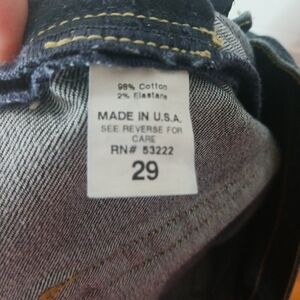 98% Cotton
2% Elastane
MADE IN U.S.A.
SEE REVERSE FOR
CARE
RN# 53222
29